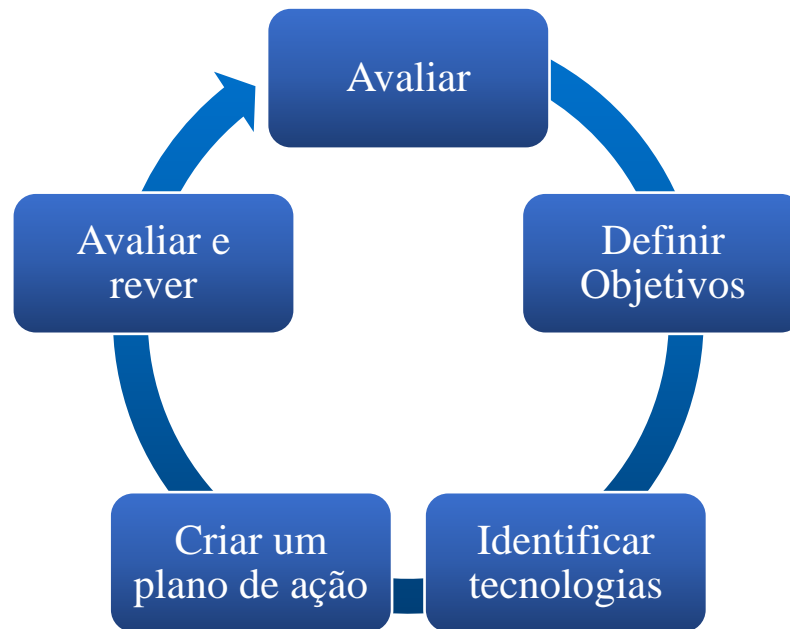 Avaliar
Definir
Objetivos
Identificar
tecnologias
Criar um
plano de ação
Avaliar e
rever